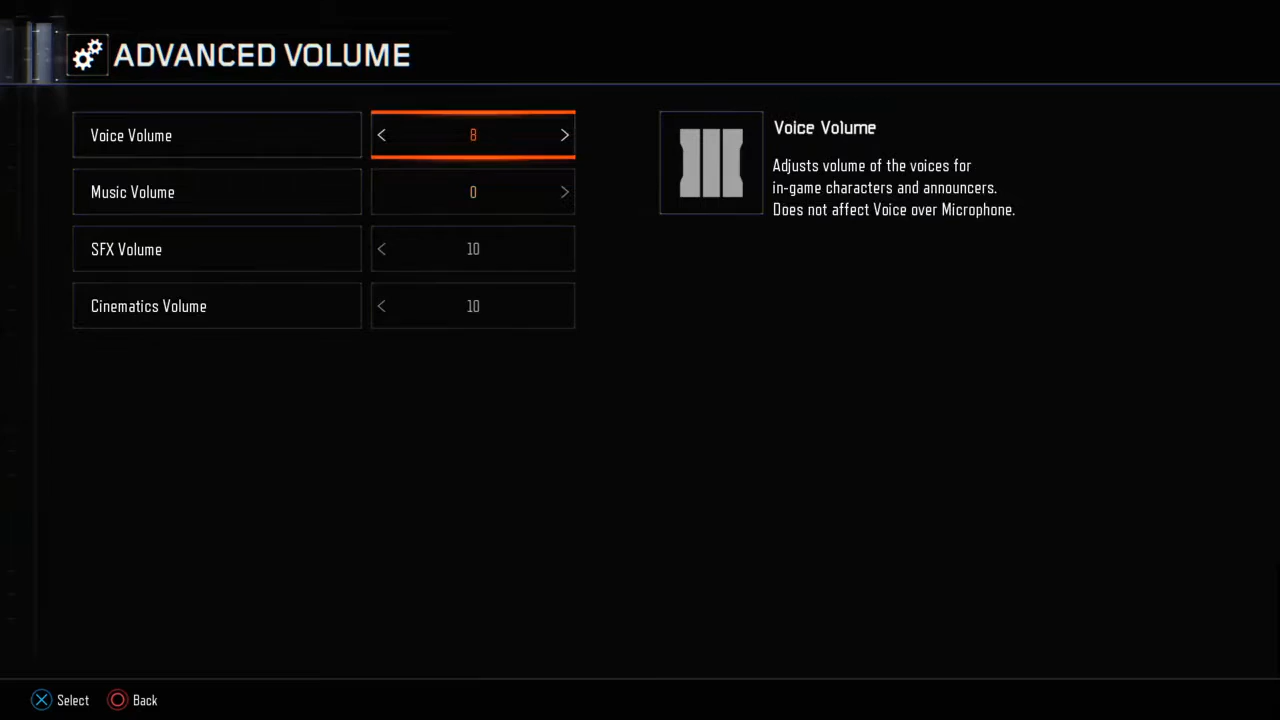 ADVANCED VOLUME
Voice Volume
< 8 >
Music Volume
0 >
SFX Volume
< 10
Cinematics Volume
< 10
Voice Volume
Adjusts volume of the voices for
in-game characters and announcers.
Does not affect Voice over Microphone.
Select
Back